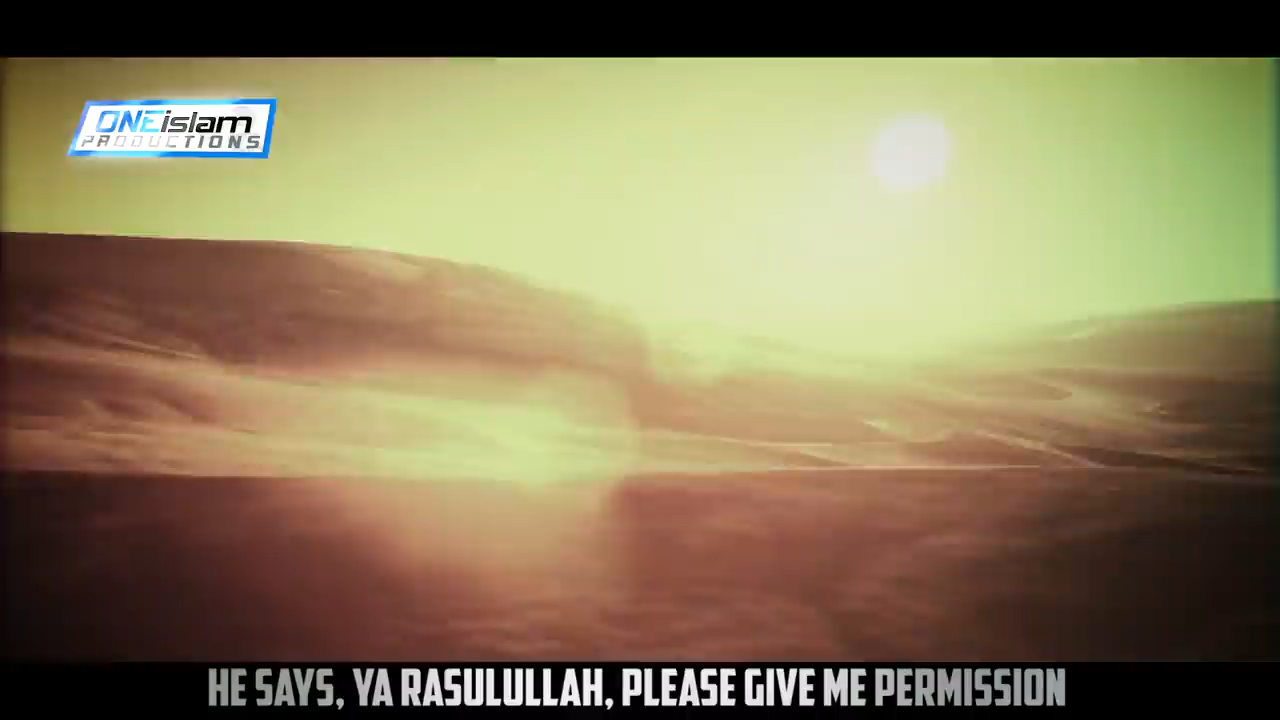 ONEislam
PRODUCTIONS
HE SAYS, YA RASULULLAH, PLEASE GIVE ME PERMISSION